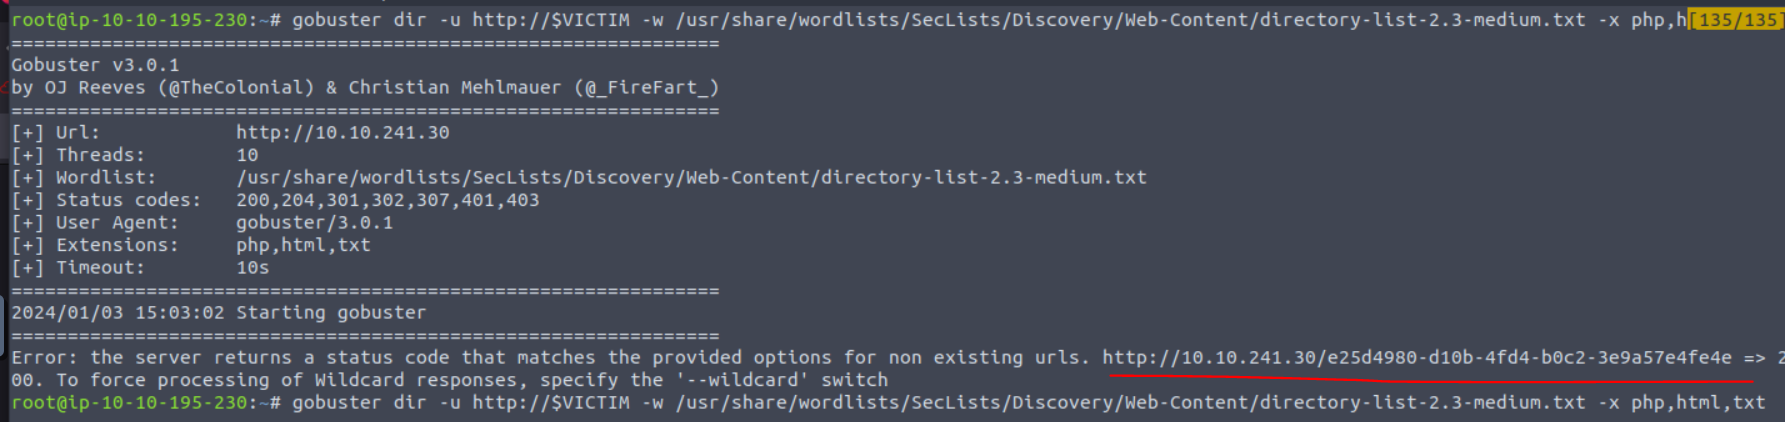 root@ip-10-10-195-230:~# gobuster dir -u http://$VICTIM -w /usr/share/wordlists/SecLists/Discovery/Web-Content/directory-list-2.3-medium.txt -x php,h[135/135]
===============================================================
Gobuster v3.0.1
by OJ Reeves (@TheColonial) & Christian Mehlmauer (@_FireFart_)
===============================================================
[+] Url:            http://10.10.241.30
[+] Threads:        10
[+] Wordlist:       /usr/share/wordlists/SecLists/Discovery/Web-Content/directory-list-2.3-medium.txt
[+] Status codes:   200,204,301,302,307,401,403
[+] User Agent:     gobuster/3.0.1
[+] Extensions:     php,html,txt
[+] Timeout:        10s
===============================================================
2024/01/03 15:03:02 Starting gobuster
===============================================================
Error: the server returns a status code that matches the provided options for non existing urls. http://10.10.241.30/e25d4980-d10b-4fd4-b0c2-3e9a57e4fe4e => 2
00. To force processing of Wildcard responses, specify the '--wildcard' switch
root@ip-10-10-195-230:~# gobuster dir -u http://$VICTIM -w /usr/share/wordlists/SecLists/Discovery/Web-Content/directory-list-2.3-medium.txt -x php,html,txt